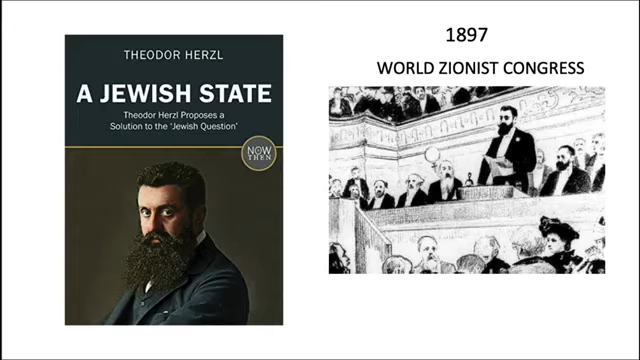 THEODOR HERZL
A JEWISH STATE
Theodor Herzl Proposes a
Solution to the 'Jewish Question'
NOW
THEN
1897
WORLD ZIONIST CONGRESS